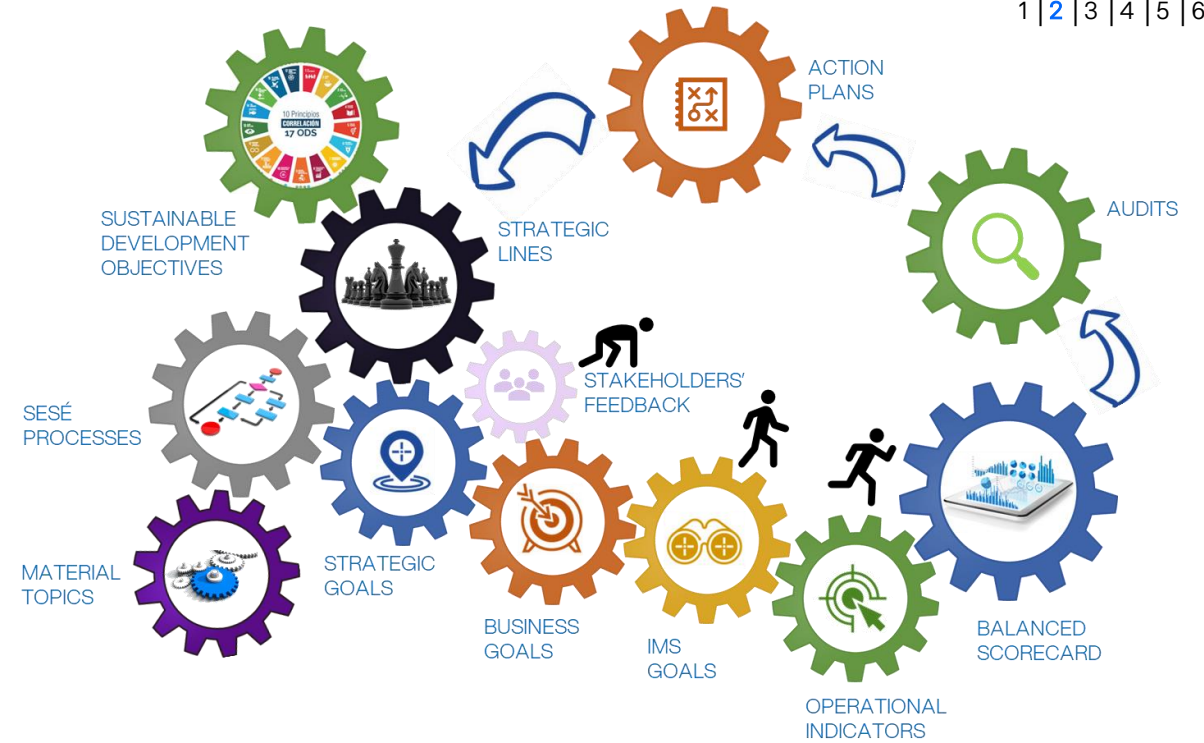 1 | 2 | 3 | 4 | 5 | 6
ACTION
PLANS
10 Principios
CORRELACIÓN
17 ODS
SUSTAINABLE
DEVELOPMENT
OBJECTIVES
STRATEGIC
LINES
AUDITS
STAKEHOLDERS'
FEEDBACK
SESÉ
PROCESSES
MATERIAL
TOPICS
STRATEGIC
GOALS
BUSINESS
GOALS
IMS
GOALS
BALANCED
SCORECARD
OPERATIONAL
INDICATORS